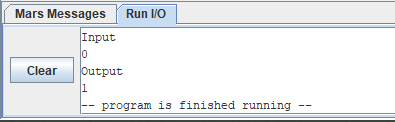 Mars Messages Run I/O
Input
0
Clear
Output
1
-- program is finished running --